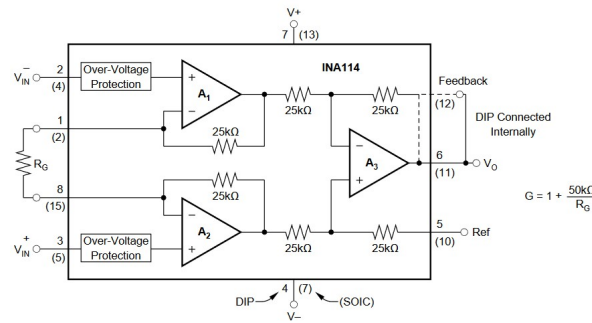 V+
7 (13)
INA114
V–IN
2
(4)
Over-Voltage
Protection
+
A1
–
25kΩ
25kΩ
Feedback
(12)
DIP Connected
Internally
1
(2)
25kΩ
RG
–
A3
+
6
(11)
VO
G = 1 + 50kΩ
RG
8
(15)
25kΩ
5
(10)
Ref
–
A2
+
V+IN
3
(5)
Over-Voltage
Protection
25kΩ
25kΩ
DIP
4 (7)
(SOIC)
V–